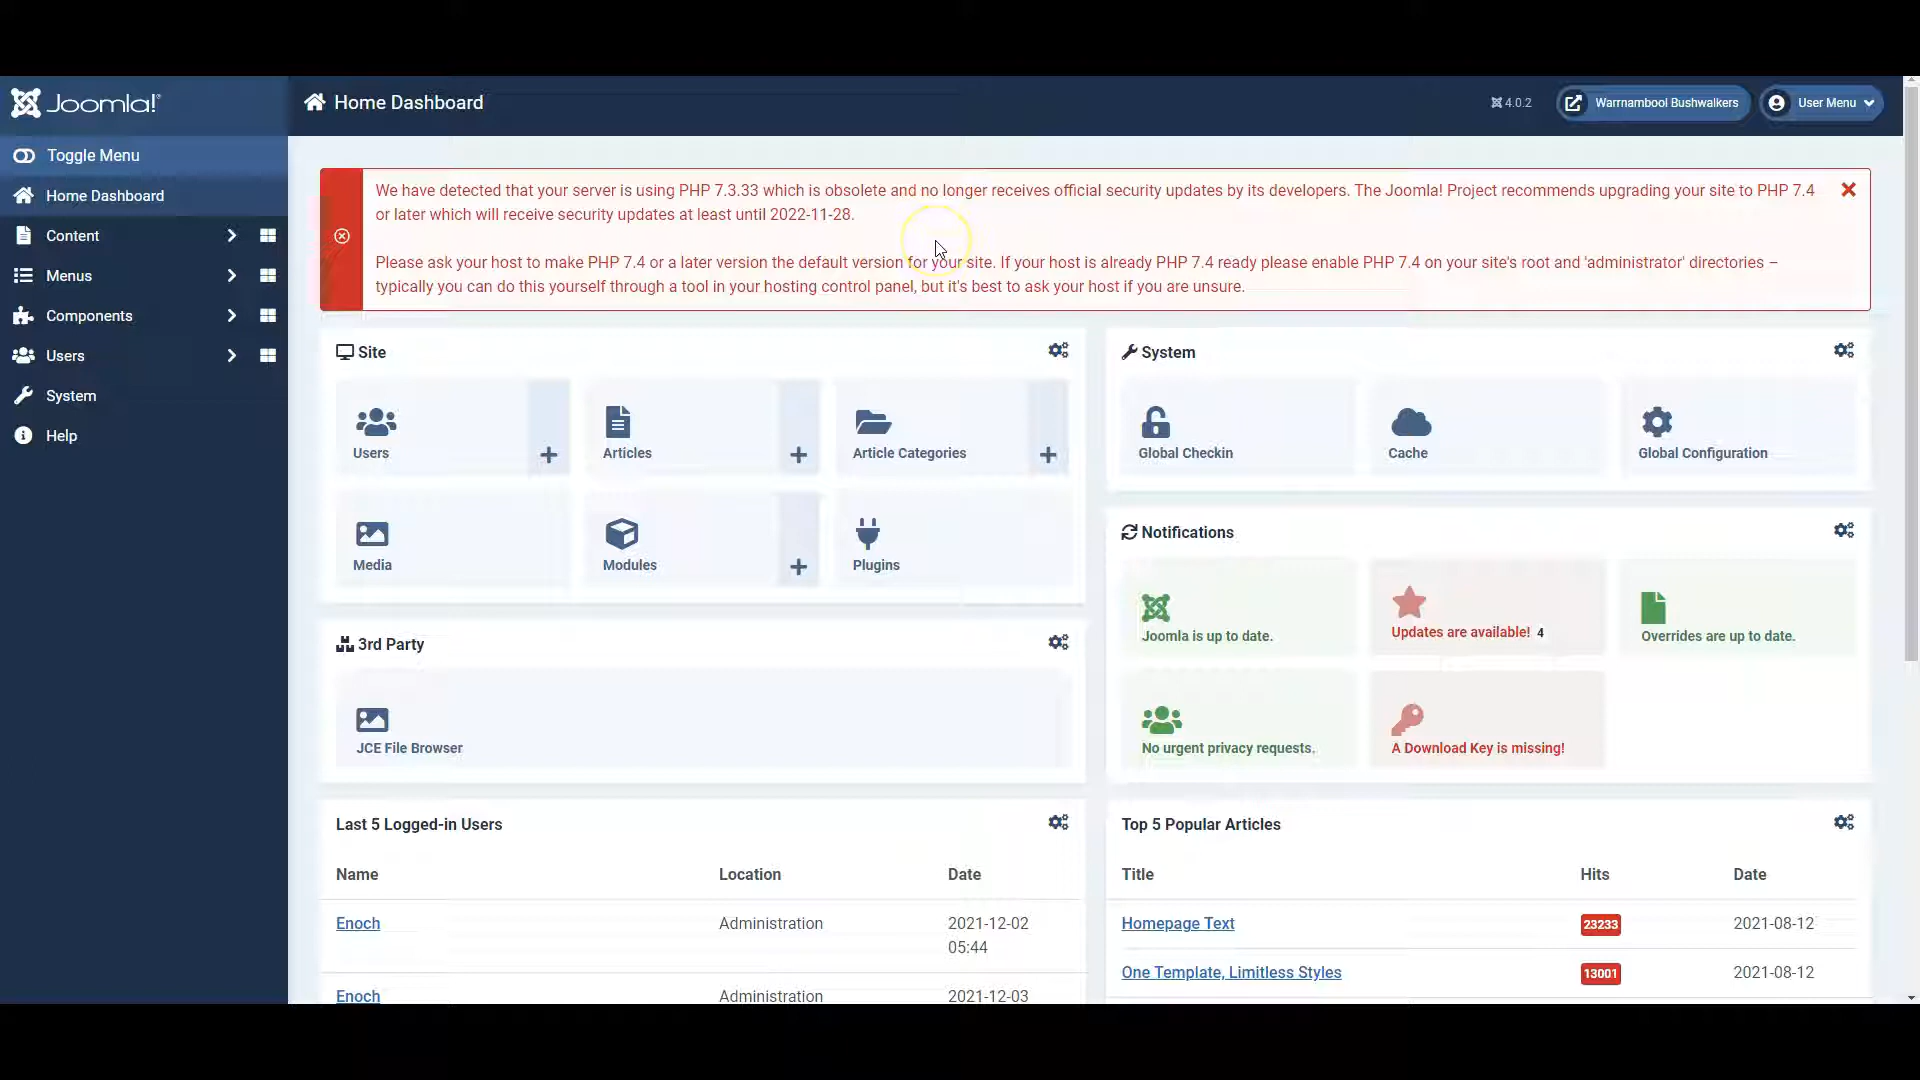 Joomla!
Home Dashboard
4.0.2
Warrnambool Bushwalkers
User Menu
Toggle Menu
Home Dashboard
Content
Menus
Components
Users
System
Help
We have detected that your server is using PHP 7.3.33 which is obsolete and no longer receives official security updates by its developers. The Joomla! Project recommends upgrading your site to PHP 7.4
or later which will receive security updates at least until 2022-11-28.
Please ask your host to make PHP 7.4 or a later version the default version for your site. If your host is already PHP 7.4 ready please enable PHP 7.4 on your site's root and 'administrator' directories –
typically you can do this yourself through a tool in your hosting control panel, but it's best to ask your host if you are unsure.
Site
Users
Articles
Article Categories
Media
Modules
Plugins
System
Global Checkin
Cache
Global Configuration
Notifications
Joomla is up to date.
Updates are available! 4
Overrides are up to date.
No urgent privacy requests.
A Download Key is missing!
3rd Party
JCE File Browser
Last 5 Logged-in Users
Name Location Date
Enoch Administration 2021-12-02
05:44
Enoch Administration 2021-12-03
Top 5 Popular Articles
Title Hits Date
Homepage Text 23233 2021-08-12
One Template, Limitless Styles 13001 2021-08-12